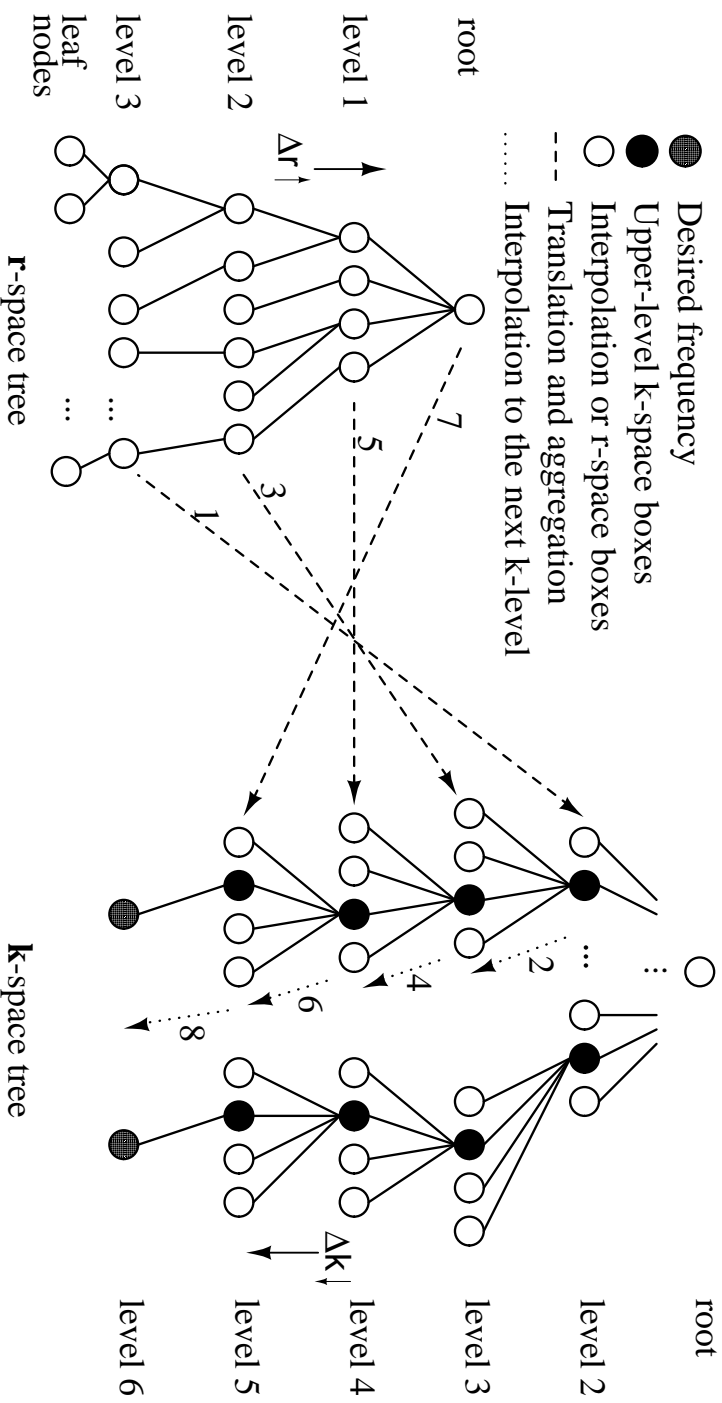 Desired frequency
Upper-level k-space boxes
Interpolation or r-space boxes
Translation and aggregation
Interpolation to the next k-level
root
level 1
level 2
level 3
leaf
nodes
Δr
...
...
r-space tree
7
5
3
1
root
level 2
level 3
level 4
level 5
level 6
...
...
2
4
6
8
Δk
k-space tree